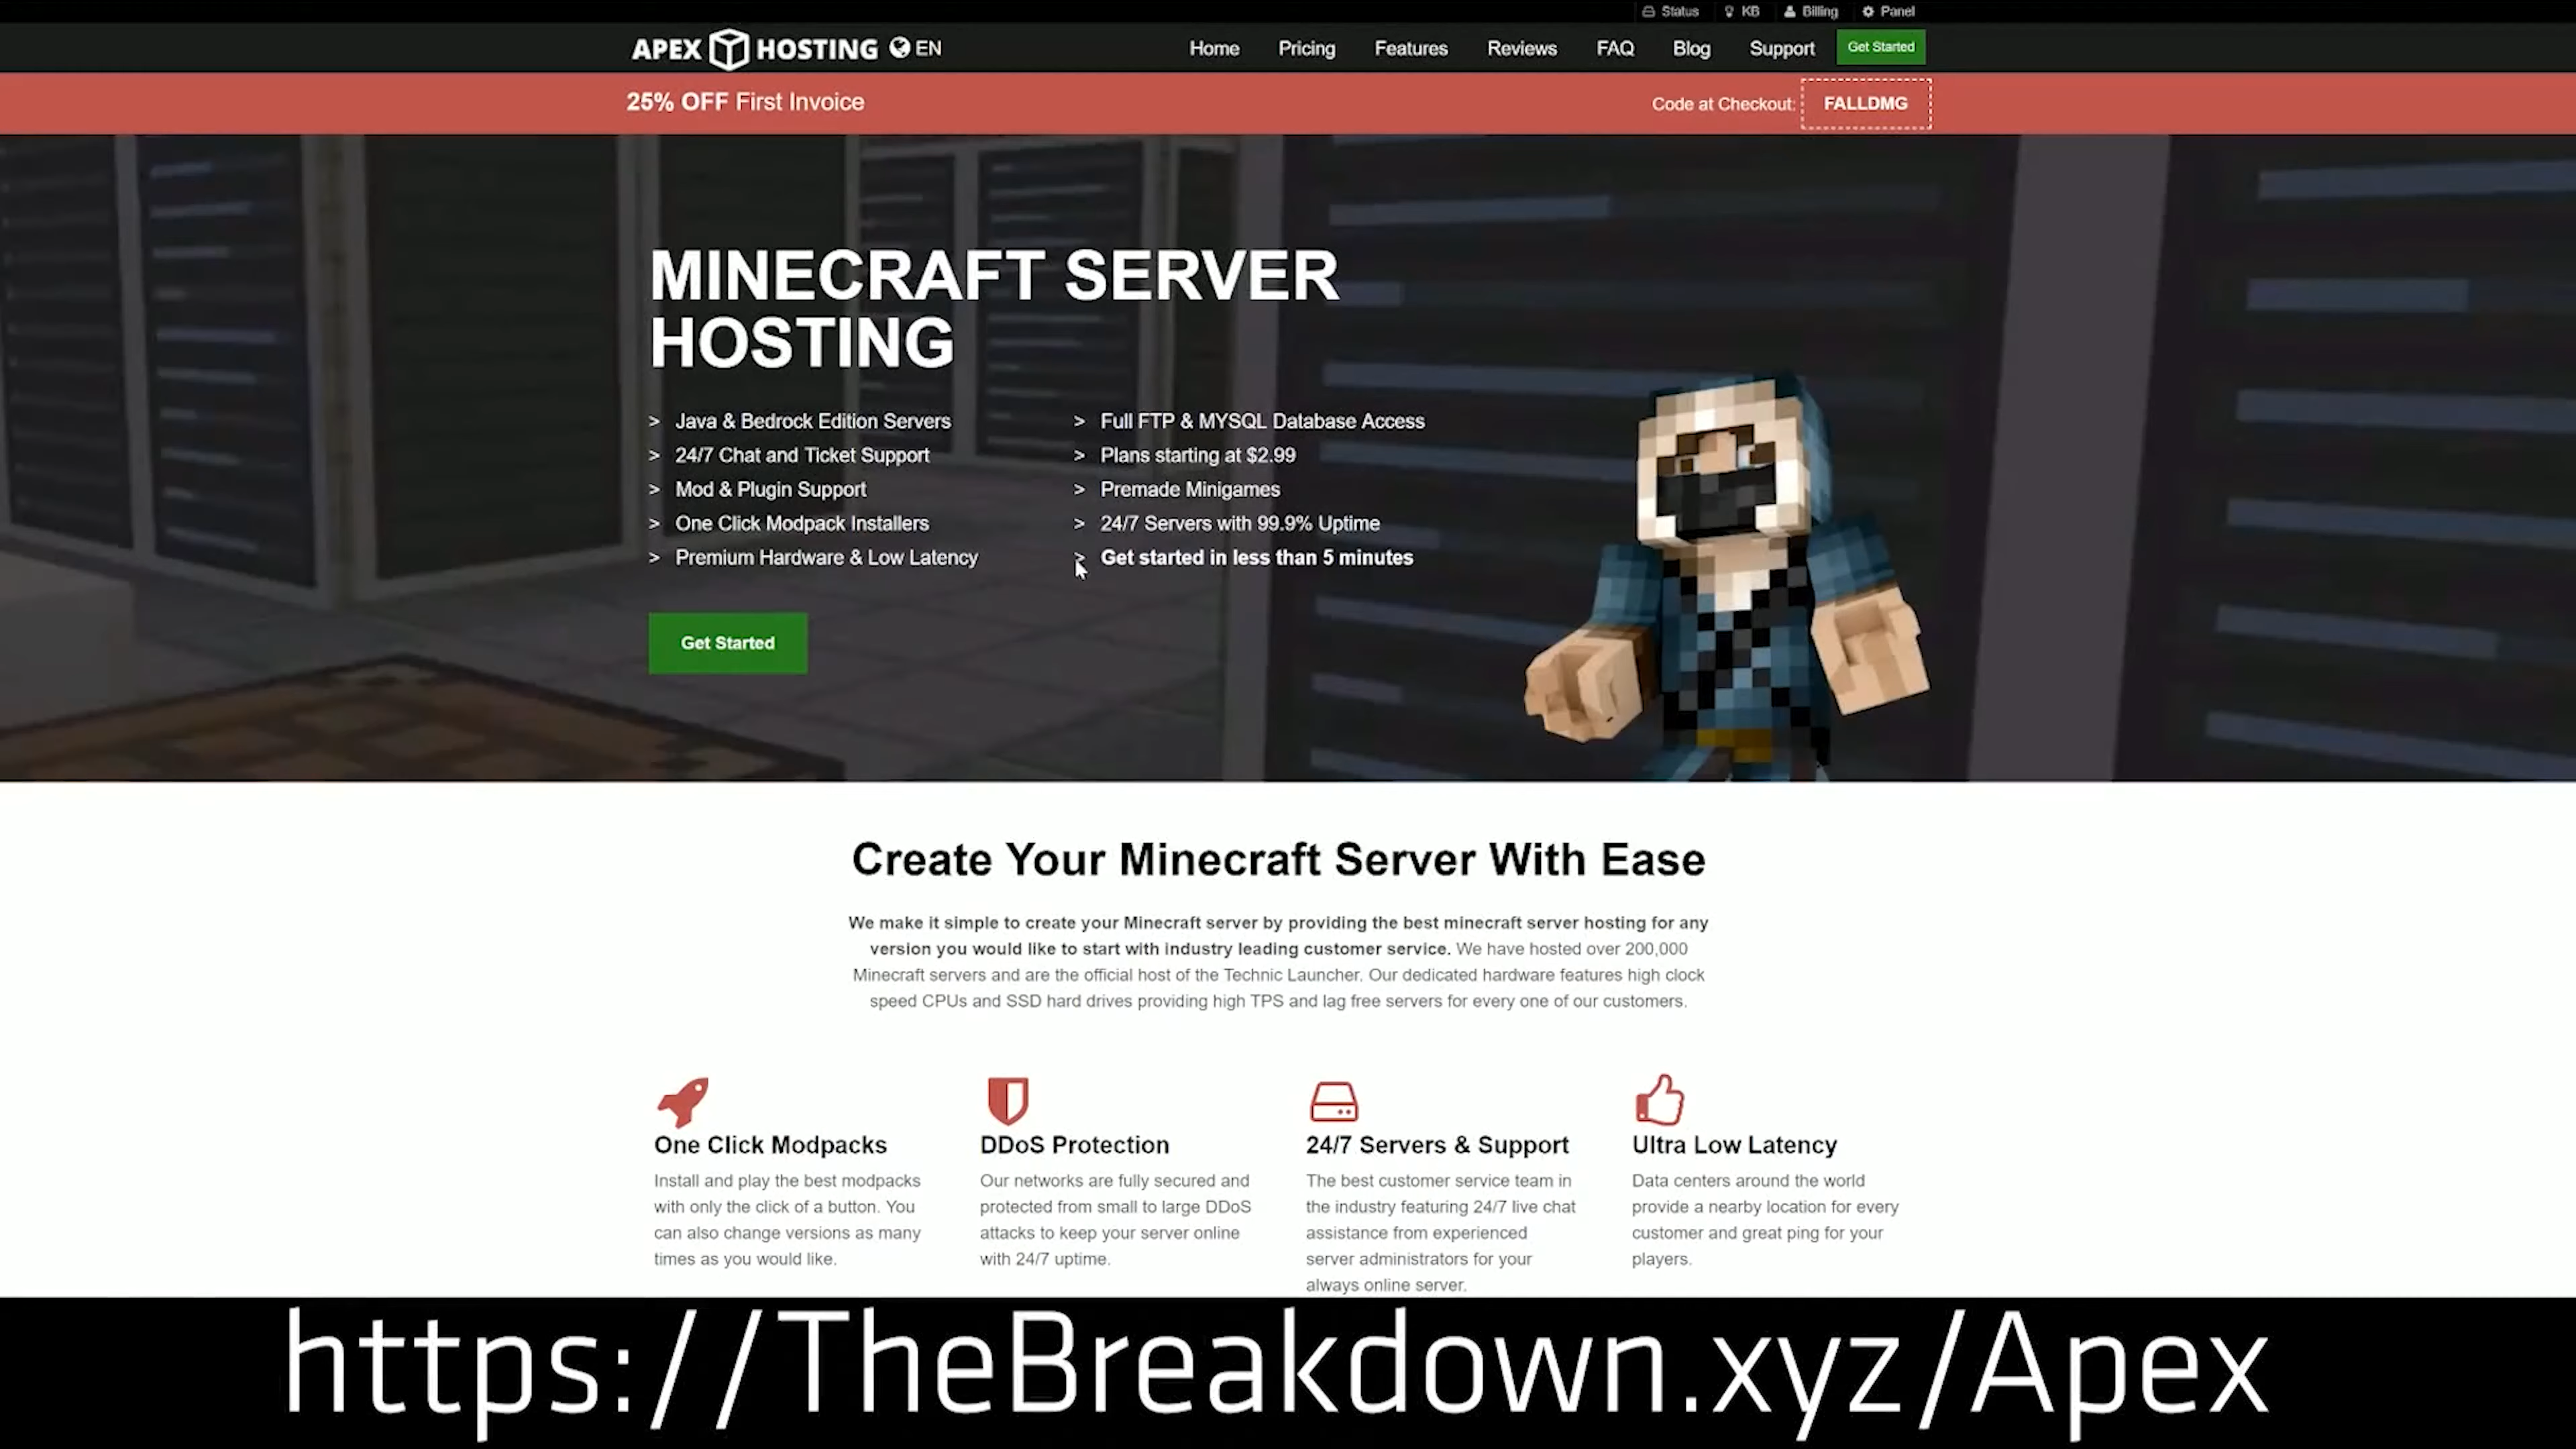 Status KB Billing Panel
APEX HOSTING EN Home Pricing Features Reviews FAQ Blog Support Get Started
25% OFF First Invoice Code at Checkout: FALLDMG
MINECRAFT SERVER
HOSTING
> Java & Bedrock Edition Servers
> 24/7 Chat and Ticket Support
> Mod & Plugin Support
> One Click Modpack Installers
> Premium Hardware & Low Latency
> Full FTP & MYSQL Database Access
> Plans starting at $2.99
> Premade Minigames
> 24/7 Servers with 99.9% Uptime
> Get started in less than 5 minutes
Get Started
Create Your Minecraft Server With Ease
We make it simple to create your Minecraft server by providing the best minecraft server hosting for any
version you would like to start with industry leading customer service. We have hosted over 200,000
Minecraft servers and are the official host of the Technic Launcher. Our dedicated hardware features high clock
speed CPUs and SSD hard drives providing high TPS and lag free servers for every one of our customers.
One Click Modpacks
Install and play the best modpacks
with only the click of a button. You
can also change versions as many
times as you would like.
DDoS Protection
Our networks are fully secured and
protected from small to large DDoS
attacks to keep your server online
with 24/7 uptime.
24/7 Servers & Support
The best customer service team in
the industry featuring 24/7 live chat
assistance from experienced
server administrators for your
always online server.
Ultra Low Latency
Data centers around the world
provide a nearby location for every
customer and great ping for your
players.
https://TheBreakdown.xyz/Apex